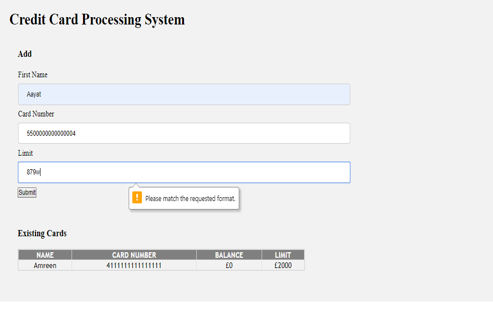 Credit Card Processing System
Add
First Name
Aayat
Card Number
5500000000000004
Limit
879w
Please match the requested format.
Submit
Existing Cards
NAME CARD NUMBER BALANCE LIMIT
Amreen 4111111111111111 £0 £2000